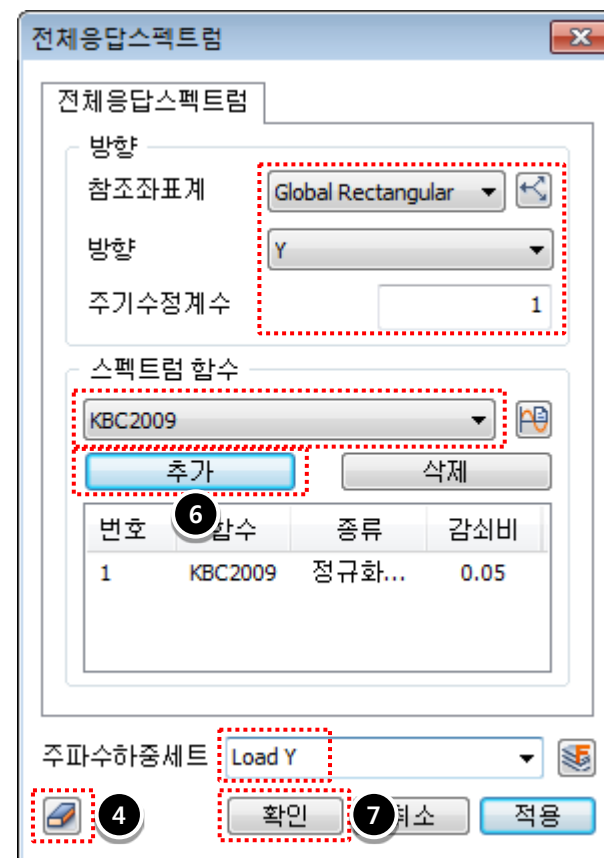 전체응답스펙트럼
전체응답스펙트럼
방향
참조좌표계 Global Rectangular
방향 Y
주기수정계수 1
스펙트럼 함수
KBC2009
추가 삭제
6
번호 함수 종류 감쇠비
1 KBC2009 정규화... 0.05
주파수하중세트 Load Y
4 확인 7 취소 적용